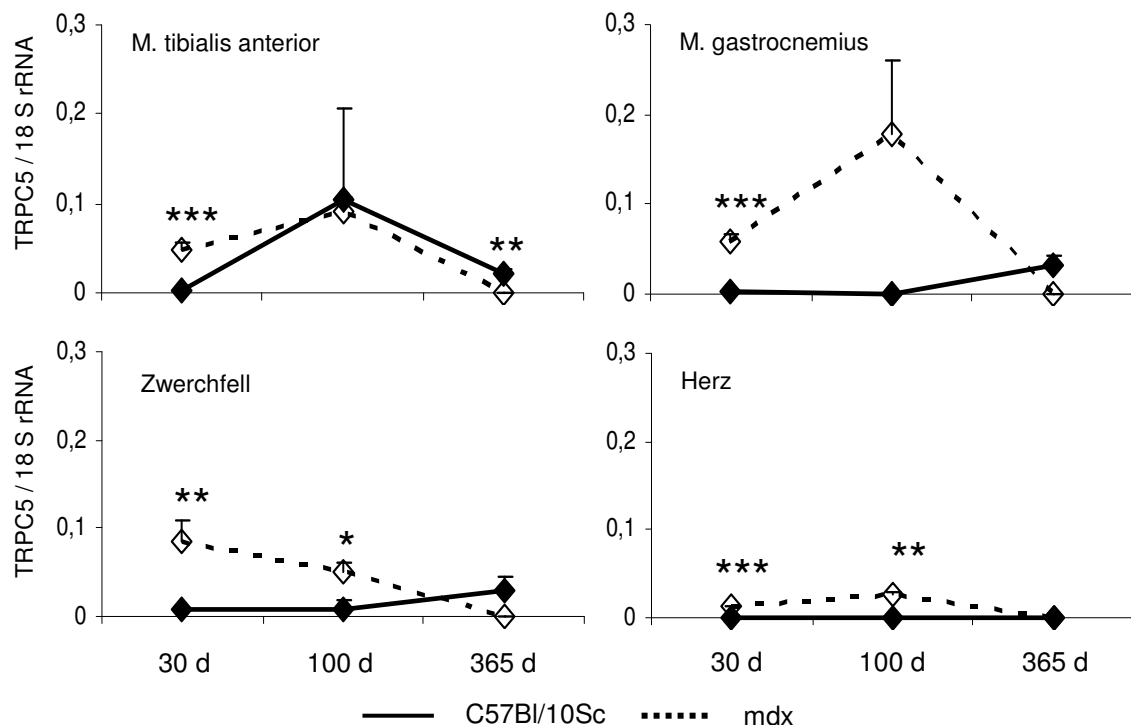 0,3
M. tibialis anterior
0,2
0,1
0
***
**
TRPC5 / 18 S rRNA
0,3
M. gastrocnemius
0,2
0,1
0
***
0,3
Zwerchfell
0,2
0,1
0
**
*
TRPC5 / 18 S rRNA
30 d 100 d 365 d
0,3
Herz
0,2
0,1
0
***
**
30 d 100 d 365 d
C57Bl/10Sc mdx